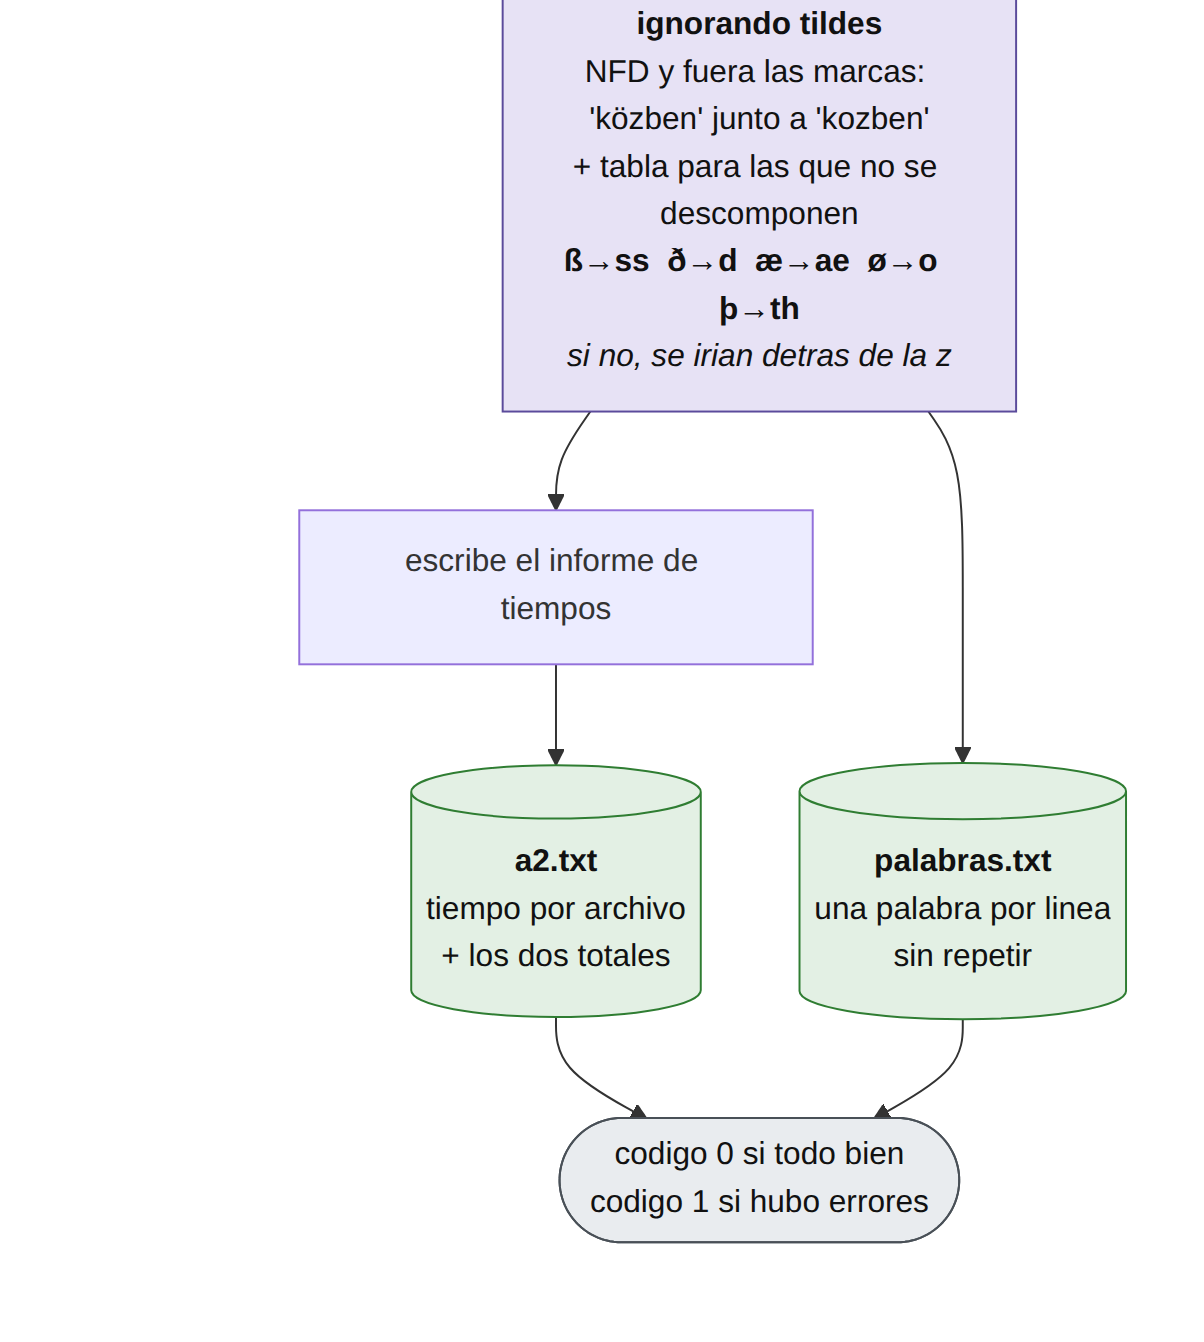 ignorando tildes
NFD y fuera las marcas:
'közben' junto a 'kozben'
+ tabla para las que no se
descomponen
ß→ss ð→d æ→ae ø→o
þ→th
si no, se irian detras de la z
escribe el informe de
tiempos
a2.txt
tiempo por archivo
+ los dos totales
palabras.txt
una palabra por linea
sin repetir
codigo 0 si todo bien
codigo 1 si hubo errores